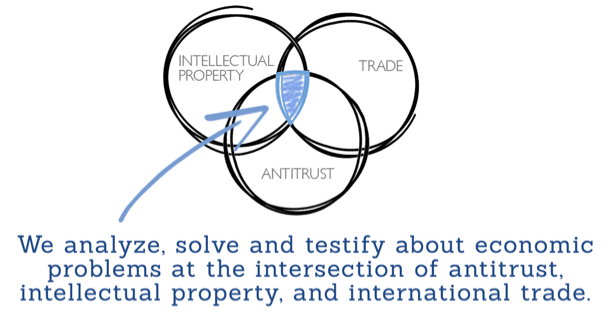 INTELLECTUAL
PROPERTY
TRADE
ANTITRUST
We analyze, solve and testify about economic
problems at the intersection of antitrust,
intellectual property, and international trade.